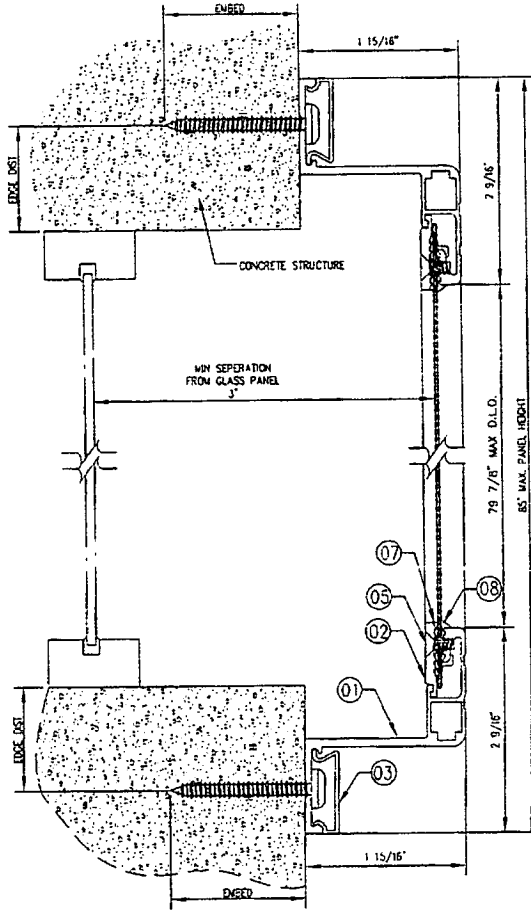 EMBED
1 15/16"
EDGE DIST
7 9/16"
CONCRETE STRUCTURE
MIN SEPERATION
FROM GLASS PANEL
3"
79 7/8" MAX D.L.O.
85" MAX. PANEL HEIGHT
07
08
05
02
01
EDGE DIST
03
2 9/16"
1 15/16"
EMBED